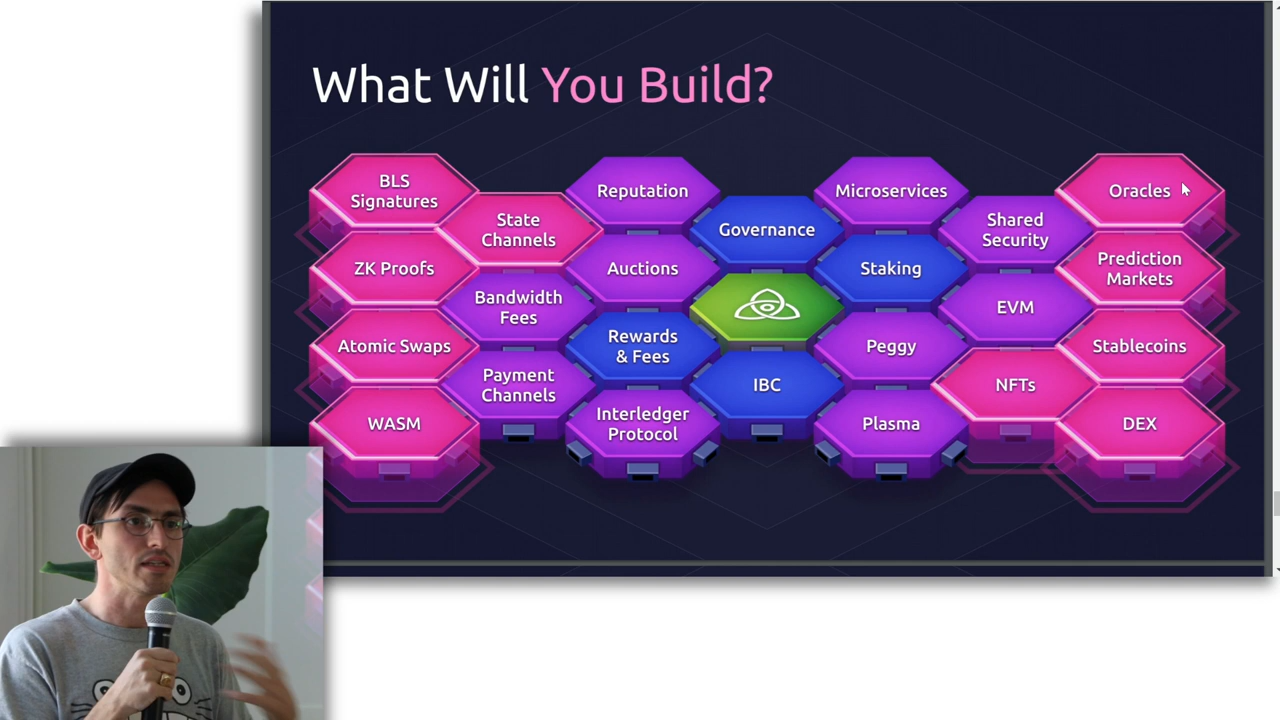 What Will You Build?
BLS
Signatures
State
Channels
Reputation
Governance
Microservices
Shared
Security
Oracles
ZK Proofs
Bandwidth
Fees
Auctions
Staking
EVM
Prediction
Markets
Atomic Swaps
Payment
Channels
Rewards
& Fees
IBC
Peggy
NFTs
Stablecoins
WASM
Interledger
Protocol
Plasma
DEX